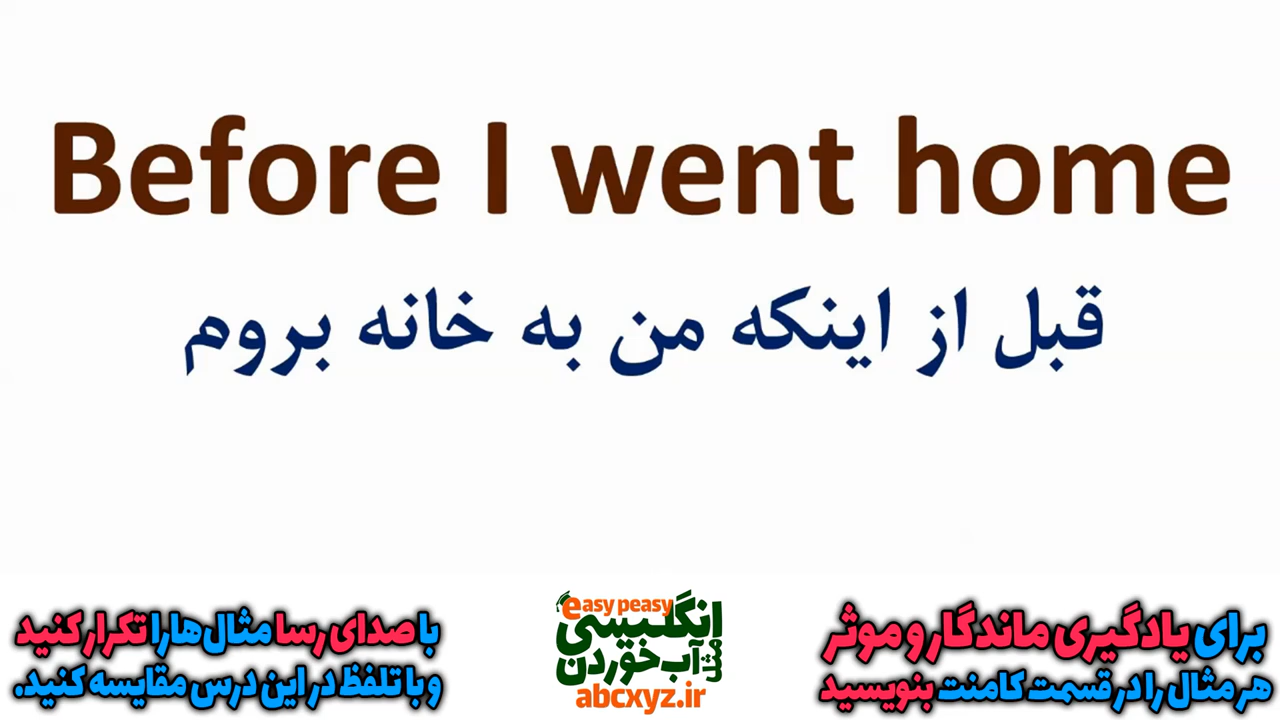 Before I went home
قبل از اینکه من به خانه بروم
برای یادگیری ماندگار و موثر
هر مثال را در قسمت کامنت بنویسید
easy peasy
انگلیسی
مثل آب خوردن
abcxyz.ir
با صدای رسا مثال‌ها را تکرار کنید
و با تلفظ در این درس مقایسه کنید.